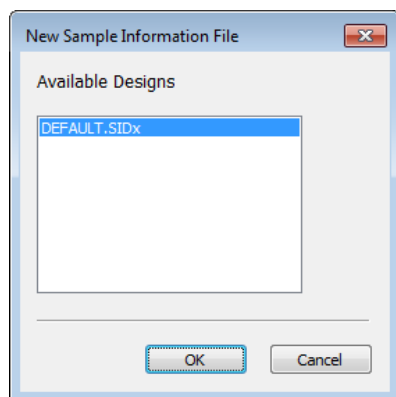 New Sample Information File
Available Designs
DEFAULT.SIDx
OK Cancel